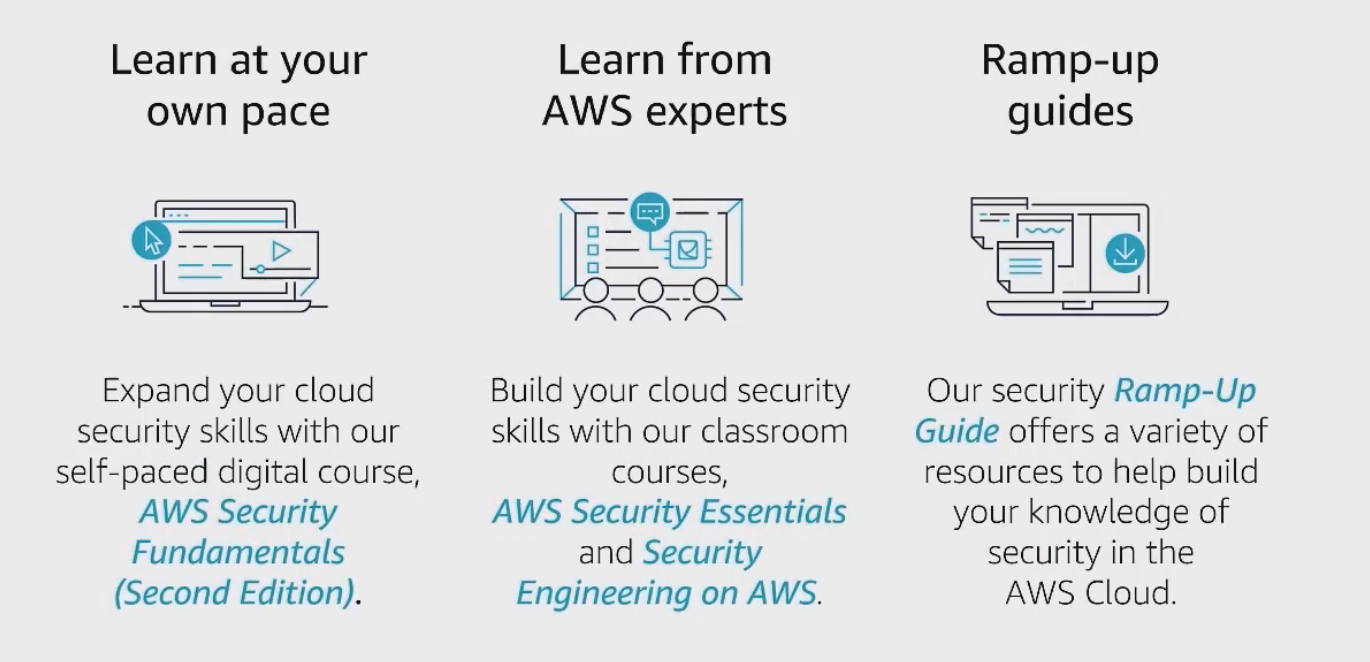 Learn at your
own pace
Expand your cloud
security skills with our
self-paced digital course,
AWS Security
Fundamentals
(Second Edition).
Learn from
AWS experts
Build your cloud security
skills with our classroom
courses,
AWS Security Essentials
and Security
Engineering on AWS.
Ramp-up
guides
Our security Ramp-Up
Guide offers a variety of
resources to help build
your knowledge of
security in the
AWS Cloud.